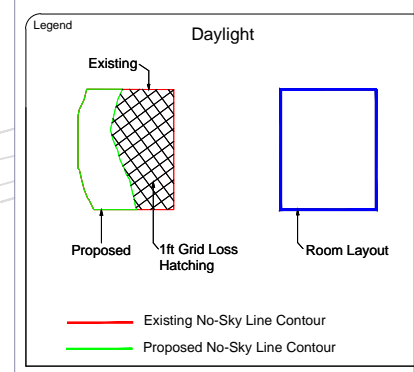 Legend
Daylight
Existing
Proposed
1ft Grid Loss
Hatching
Room Layout
Existing No-Sky Line Contour
Proposed No-Sky Line Contour